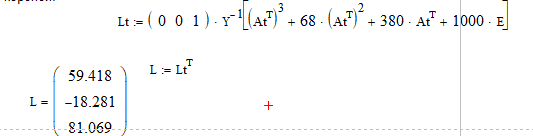 Lt := ( 0 0 1 ) · Y⁻¹[(Atᵀ)³ + 68 · (Atᵀ)² + 380 · Atᵀ + 1000 · E]
L := Ltᵀ
L = ( 59.418
−18.281
81.069 )